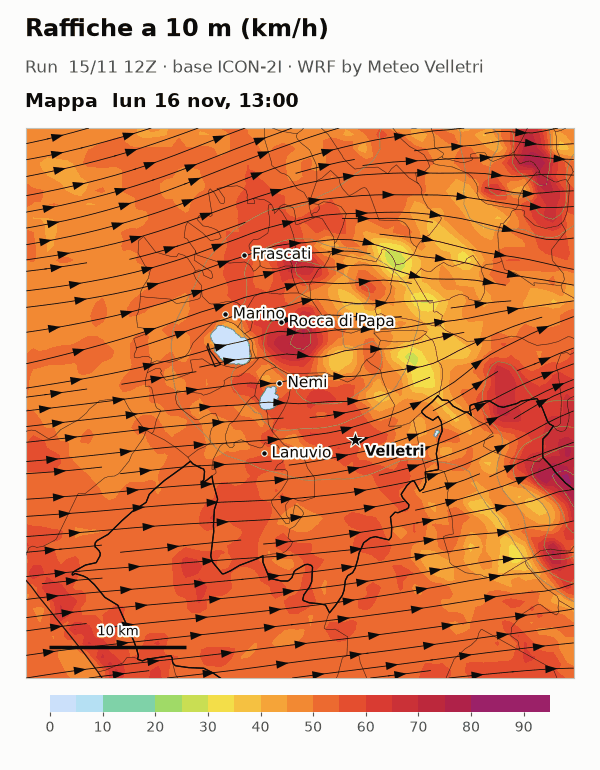 Raffiche a 10 m (km/h)
Run 15/11 12Z · base ICON-2I · WRF by Meteo Velletri
Mappa lun 16 nov, 13:00
Frascati
Marino
Rocca di Papa
Nemi
Velletri
Lanuvio
10 km
0 10 20 30 40 50 60 70 80 90